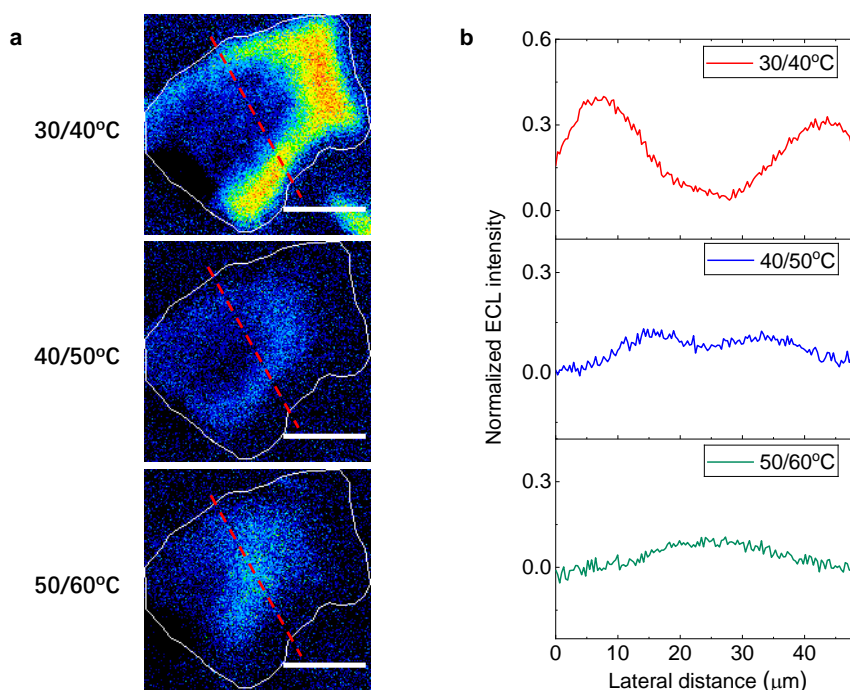 a
30/40ºC
40/50ºC
50/60ºC
b
Normalized ECL intensity
0.6
0.3
0.0
30/40ºC
0.3
0.0
40/50ºC
0.3
0.0
50/60ºC
0 10 20 30 40
Lateral distance (μm)